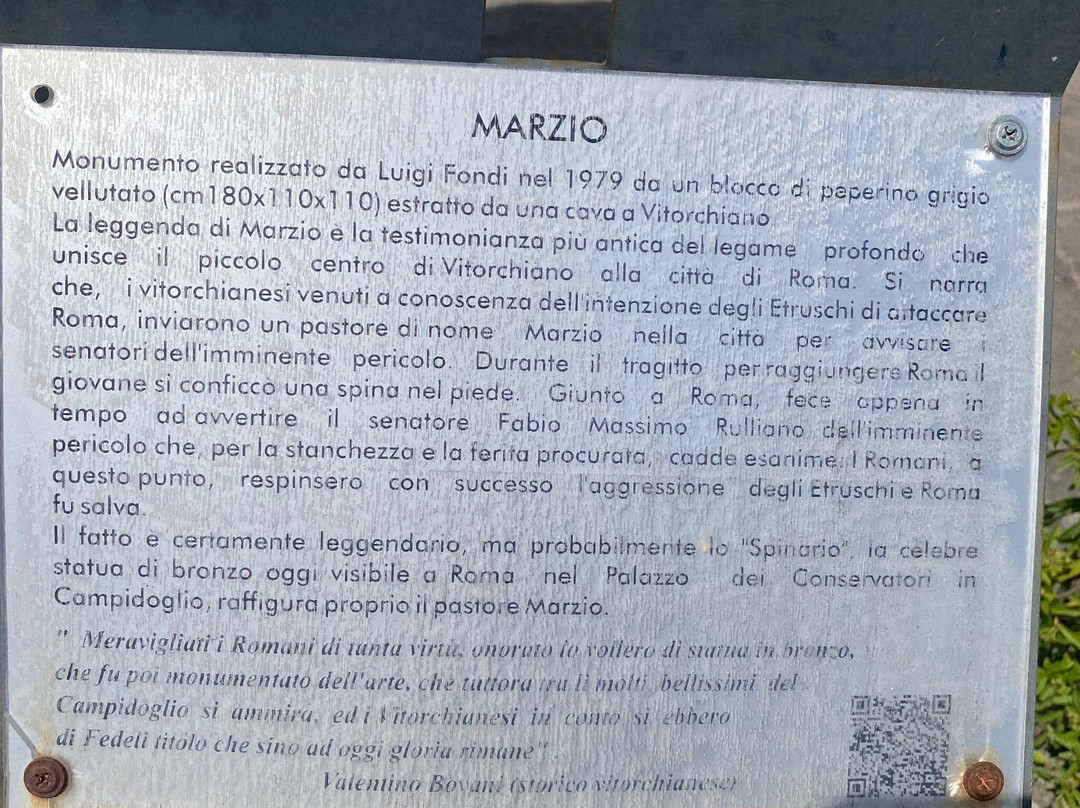 MARZIO
Monumento realizzato da Luigi Fondi nel 1979 da un blocco di peperino grigio
vellutato (cm180x110x110) estratto da una cava a Vitorchiano.
La leggenda di Marzio è la testimonianza più antica del legame profondo che
unisce il piccolo centro di Vitorchiano alla città di Roma. Si narra
che, i vitorchianesi venuti a conoscenza dell'intenzione degli Etruschi di attaccare
Roma, inviarono un pastore di nome Marzio nella città per avvisare i
senatori dell'imminente pericolo. Durante il tragitto per raggiungere Roma il
giovane si conficcò una spina nel piede. Giunto a Roma, fece appena in
tempo ad avvertire il senatore Fabio Massimo Rulliano dell'imminente
pericolo che, per la stanchezza e la ferita procurata, cadde esanime. I Romani, a
questo punto, respinsero con successo l'aggressione degli Etruschi e Roma
fu salva.
Il fatto è certamente leggendario, ma probabilmente lo "Spinario", la celebre
statua di bronzo oggi visibile a Roma nel Palazzo dei Conservatori in
Campidoglio, raffigura proprio il pastore Marzio.
" Meravigliati i Romani di tanta virtù, onorato lo vollero di statua in bronzo,
che fu poi monumentato dell'arte, che tuttora tra li molti bellissimi del
Campidoglio si ammira, ed i Vitorchianesi in conto si ebbero
di Fedeli titolo che sino ad oggi gloria rimane".
Valentino Bovani (storico vitorchianese)